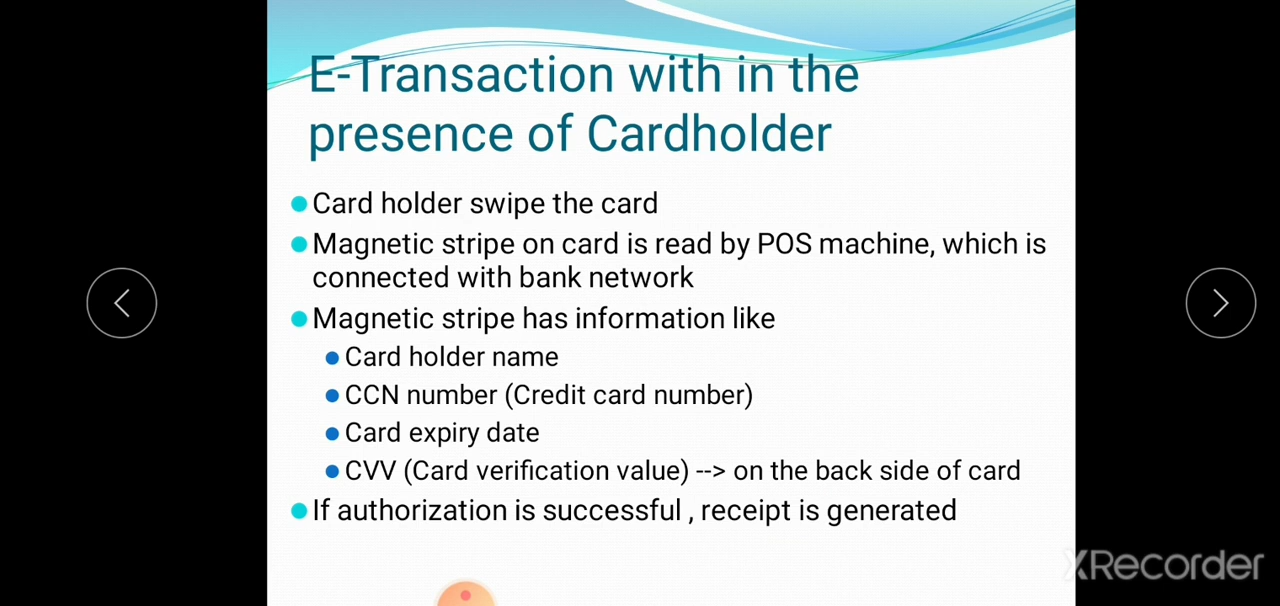 E-Transaction with in the
presence of Cardholder
Card holder swipe the card
Magnetic stripe on card is read by POS machine, which is
connected with bank network
Magnetic stripe has information like
Card holder name
CCN number (Credit card number)
Card expiry date
CVV (Card verification value) --> on the back side of card
If authorization is successful , receipt is generated
XRecorder